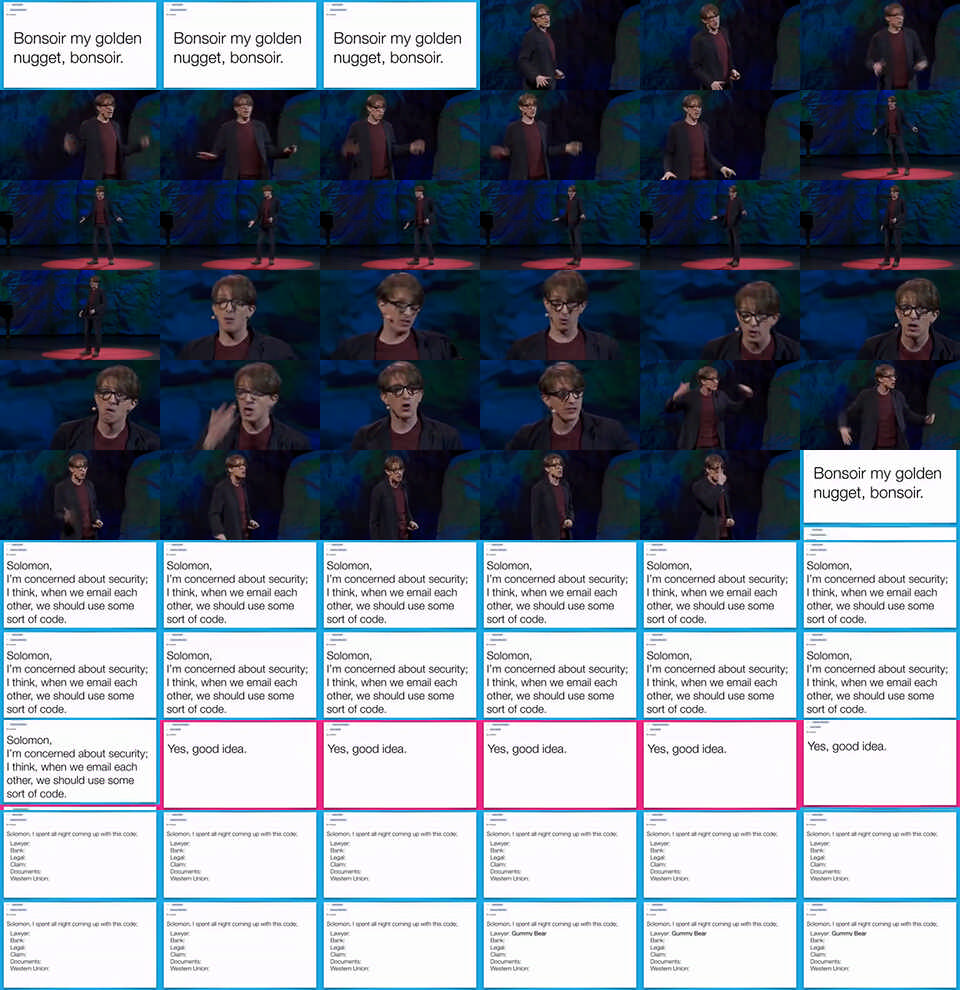 Bonsoir my golden
nugget, bonsoir.
Bonsoir my golden
nugget, bonsoir.
Bonsoir my golden
nugget, bonsoir.
Bonsoir my golden
nugget, bonsoir.
Solomon,
I'm concerned about security;
I think, when we email each
other, we should use some
sort of code.
Solomon,
I'm concerned about security;
I think, when we email each
other, we should use some
sort of code.
Solomon,
I'm concerned about security;
I think, when we email each
other, we should use some
sort of code.
Solomon,
I'm concerned about security;
I think, when we email each
other, we should use some
sort of code.
Solomon,
I'm concerned about security;
I think, when we email each
other, we should use some
sort of code.
Solomon,
I'm concerned about security;
I think, when we email each
other, we should use some
sort of code.
Solomon,
I'm concerned about security;
I think, when we email each
other, we should use some
sort of code.
Solomon,
I'm concerned about security;
I think, when we email each
other, we should use some
sort of code.
Solomon,
I'm concerned about security;
I think, when we email each
other, we should use some
sort of code.
Solomon,
I'm concerned about security;
I think, when we email each
other, we should use some
sort of code.
Solomon,
I'm concerned about security;
I think, when we email each
other, we should use some
sort of code.
Solomon,
I'm concerned about security;
I think, when we email each
other, we should use some
sort of code.
Solomon,
I'm concerned about security;
I think, when we email each
other, we should use some
sort of code.
Yes, good idea.
Yes, good idea.
Yes, good idea.
Yes, good idea.
Yes, good idea.
Solomon, I spent all night coming up with this code;
Lawyer:
Bank:
Legal:
Claim:
Documents:
Western Union:
Solomon, I spent all night coming up with this code;
Lawyer:
Bank:
Legal:
Claim:
Documents:
Western Union:
Solomon, I spent all night coming up with this code;
Lawyer:
Bank:
Legal:
Claim:
Documents:
Western Union:
Solomon, I spent all night coming up with this code;
Lawyer:
Bank:
Legal:
Claim:
Documents:
Western Union:
Solomon, I spent all night coming up with this code;
Lawyer:
Bank:
Legal:
Claim:
Documents:
Western Union:
Solomon, I spent all night coming up with this code;
Lawyer:
Bank:
Legal:
Claim:
Documents:
Western Union:
Solomon, I spent all night coming up with this code;
Lawyer:
Bank:
Legal:
Claim:
Documents:
Western Union:
Solomon, I spent all night coming up with this code;
Lawyer:
Bank:
Legal:
Claim:
Documents:
Western Union:
Solomon, I spent all night coming up with this code;
Lawyer:
Bank:
Legal:
Claim:
Documents:
Western Union:
Solomon, I spent all night coming up with this code;
Lawyer: Gummy Bear
Bank:
Legal:
Claim:
Documents:
Western Union:
Solomon, I spent all night coming up with this code;
Lawyer: Gummy Bear
Bank:
Legal:
Claim:
Documents:
Western Union:
Solomon, I spent all night coming up with this code;
Lawyer: Gummy Bear
Bank:
Legal:
Claim:
Documents:
Western Union: